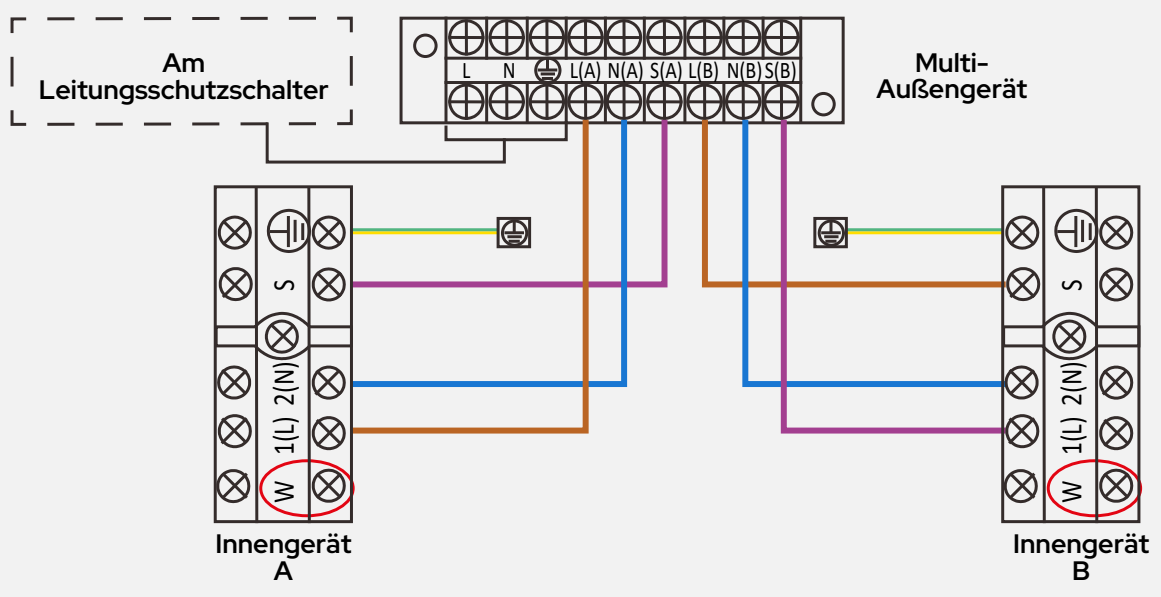 Am
Leitungsschutzschalter
L N L(A) N(A) S(A) L(B) N(B) S(B)
Multi-
Außengerät
S
2(N)
1(L)
W
Innengerät
A
S
2(N)
1(L)
W
Innengerät
B